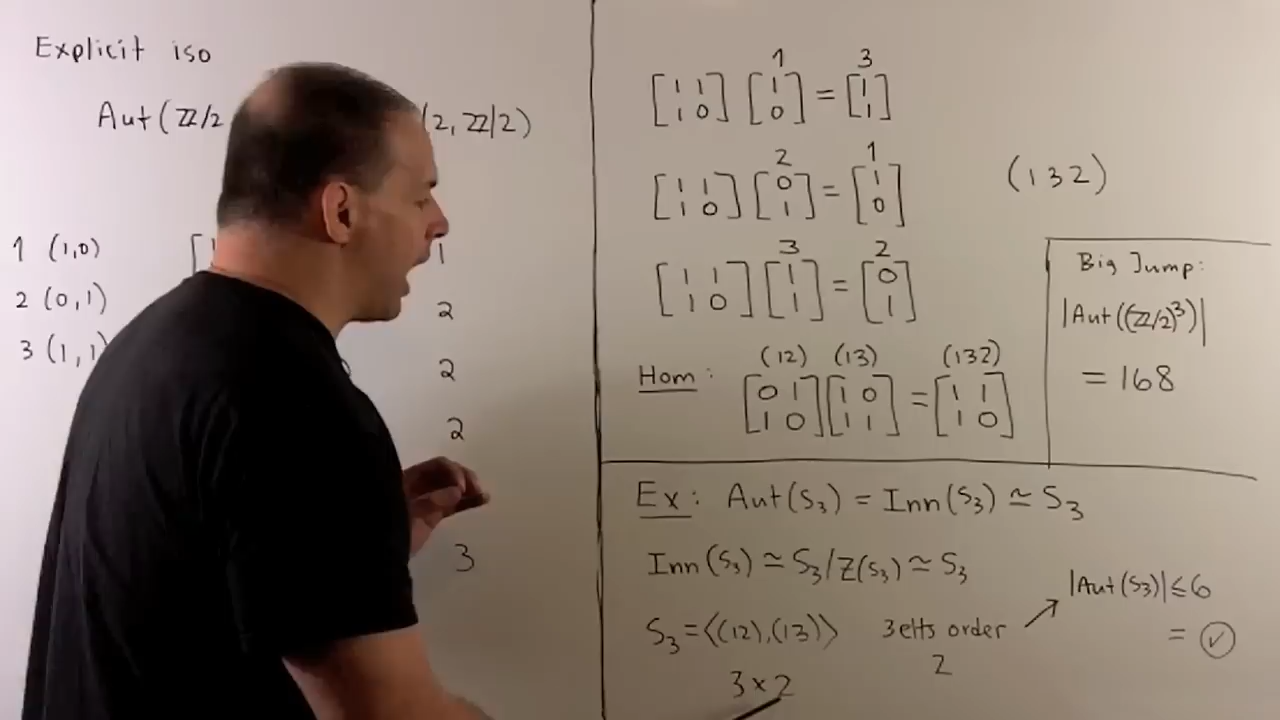 Explicit iso
Aut(ℤ/2 (2, ℤ/2)
1 (1,0) [1 1
2 (0,1) 2
3 (1,1) 2
2
3
1 3
[1 1; 1 0] [1; 0] = [1; 1]
2 1
[1 1; 1 0] [0; 1] = [1; 0]
(132)
3 2
[1 1; 1 0] [1; 1] = [0; 1]
(12) (13) (132)
Hom: [0 1; 1 0] [1 0; 1 1] = [1 1; 1 0]
Big Jump:
|Aut((ℤ/2)³)|
= 168
Ex: Aut(S₃) = Inn(S₃) ≃ S₃
Inn(S₃) ≃ S₃/Z(S₃) ≃ S₃
S₃ = ⟨(12),(13)⟩ 3 elts order
2
3 × 2
|Aut(S₃)| ≤ 6
= ✓